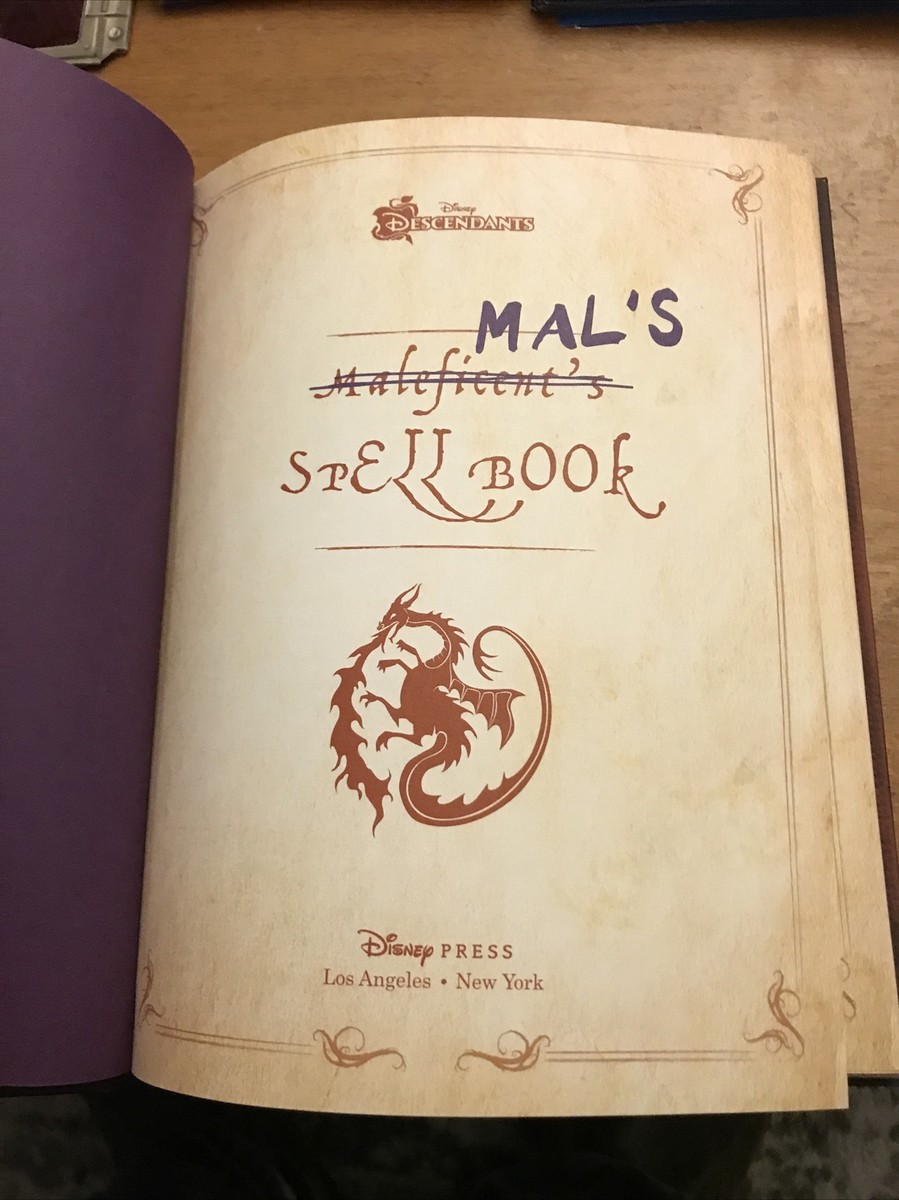 Disney
DESCENDANTS
MAL'S
Maleficent's
SPELL BOOK
Disney PRESS
Los Angeles • New York